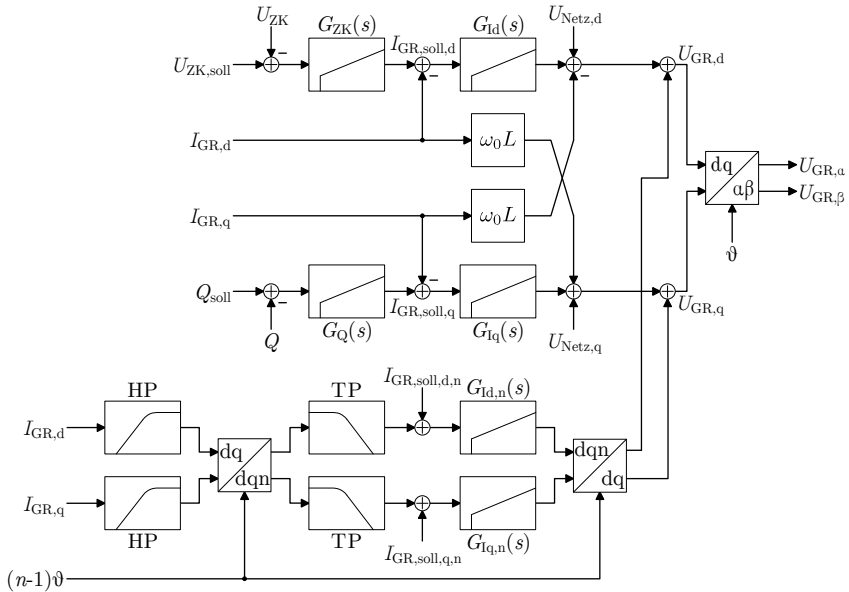 U_ZK
G_ZK(s)
I_GR,soll,d
G_Id(s)
U_Netz,d
U_ZK,soll
U_GR,d
I_GR,d
ω₀L
dq
αβ
U_GR,α
U_GR,β
I_GR,q
ω₀L
ϑ
Q_soll
Q
G_Q(s)
I_GR,soll,q
G_Iq(s)
U_Netz,q
U_GR,q
HP
TP
I_GR,soll,d,n
G_Id,n(s)
I_GR,d
dq
dqn
dqn
dq
I_GR,q
HP
TP
I_GR,soll,q,n
G_Iq,n(s)
(n-1)ϑ